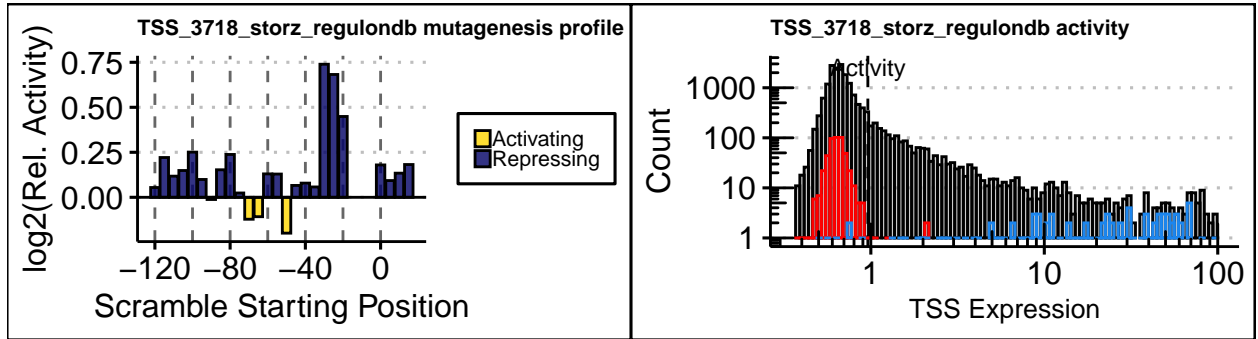 TSS_3718_storz_regulondb mutagenesis profile
log2(Rel. Activity)
0.75
0.50
0.25
0.00
−120
−80
−40
0
Scramble Starting Position
Activating
Repressing
TSS_3718_storz_regulondb activity
Activity
Count
1000
100
10
1
1
10
100
TSS Expression